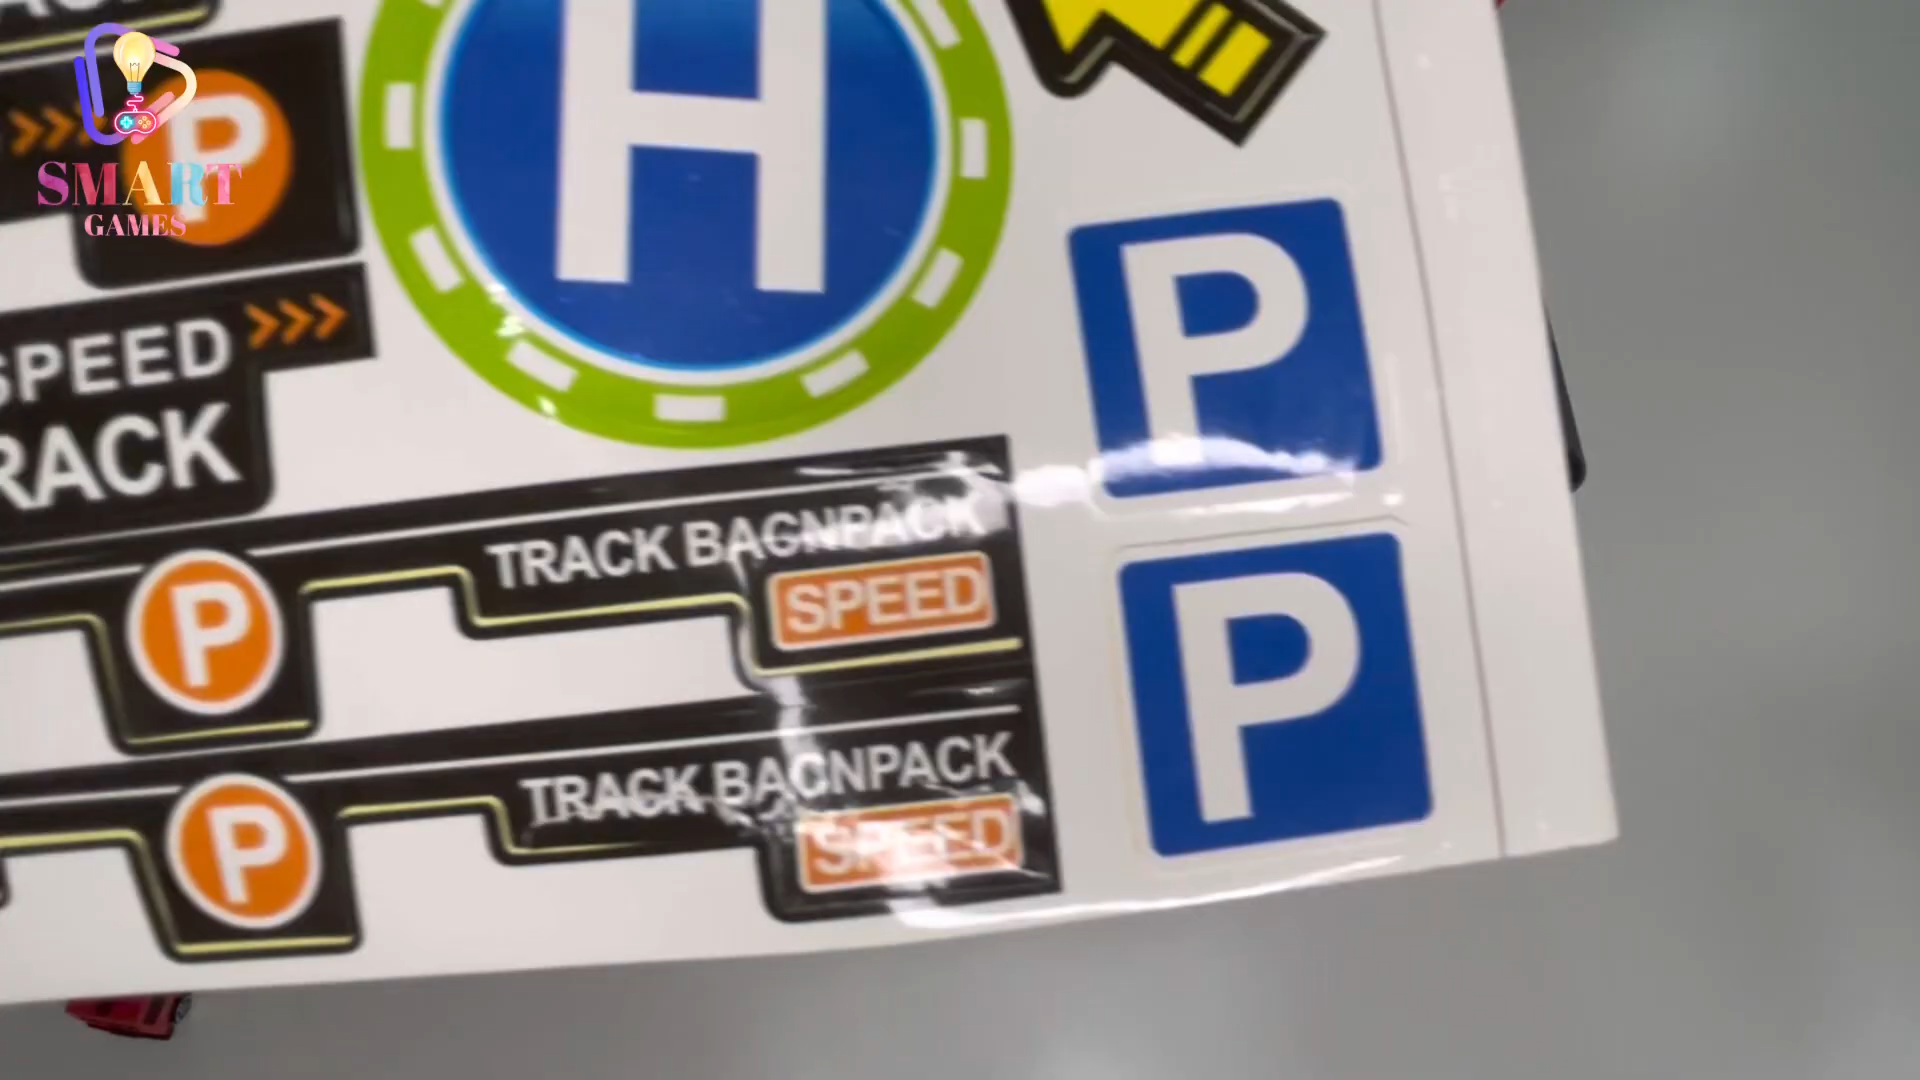 SMART
GAMES
P
H
P
SPEED
RACK
TRACK BACNPACK
SPEED
P
P
TRACK BACNPACK
SPEED
P